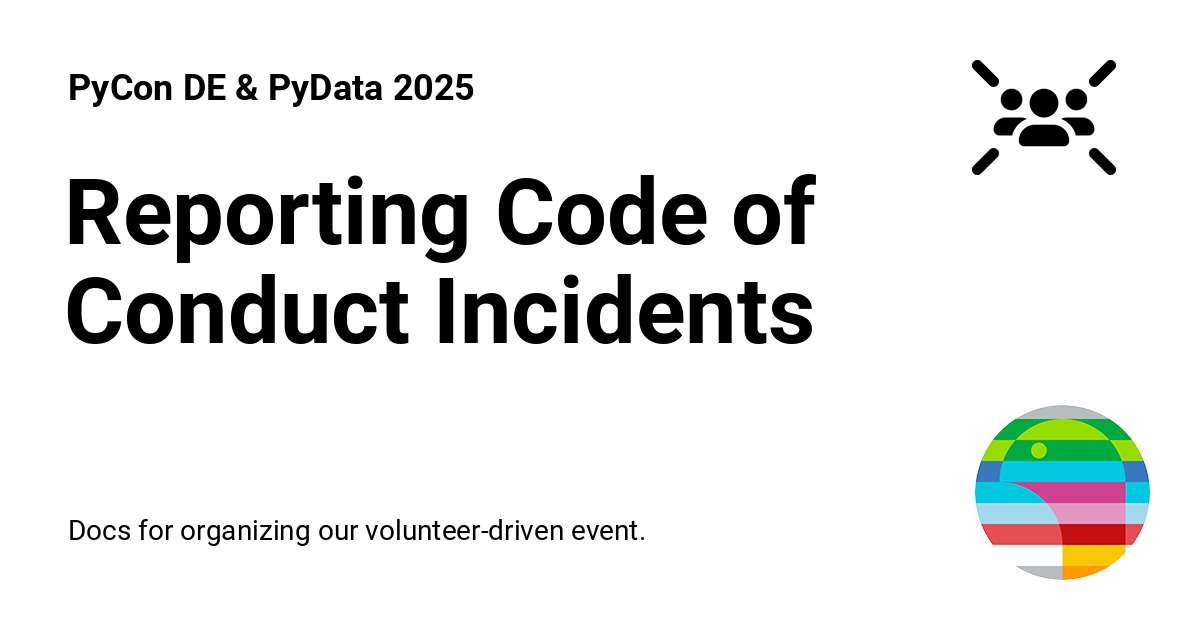 PyCon DE & PyData 2025
Reporting Code of
Conduct Incidents
Docs for organizing our volunteer-driven event.